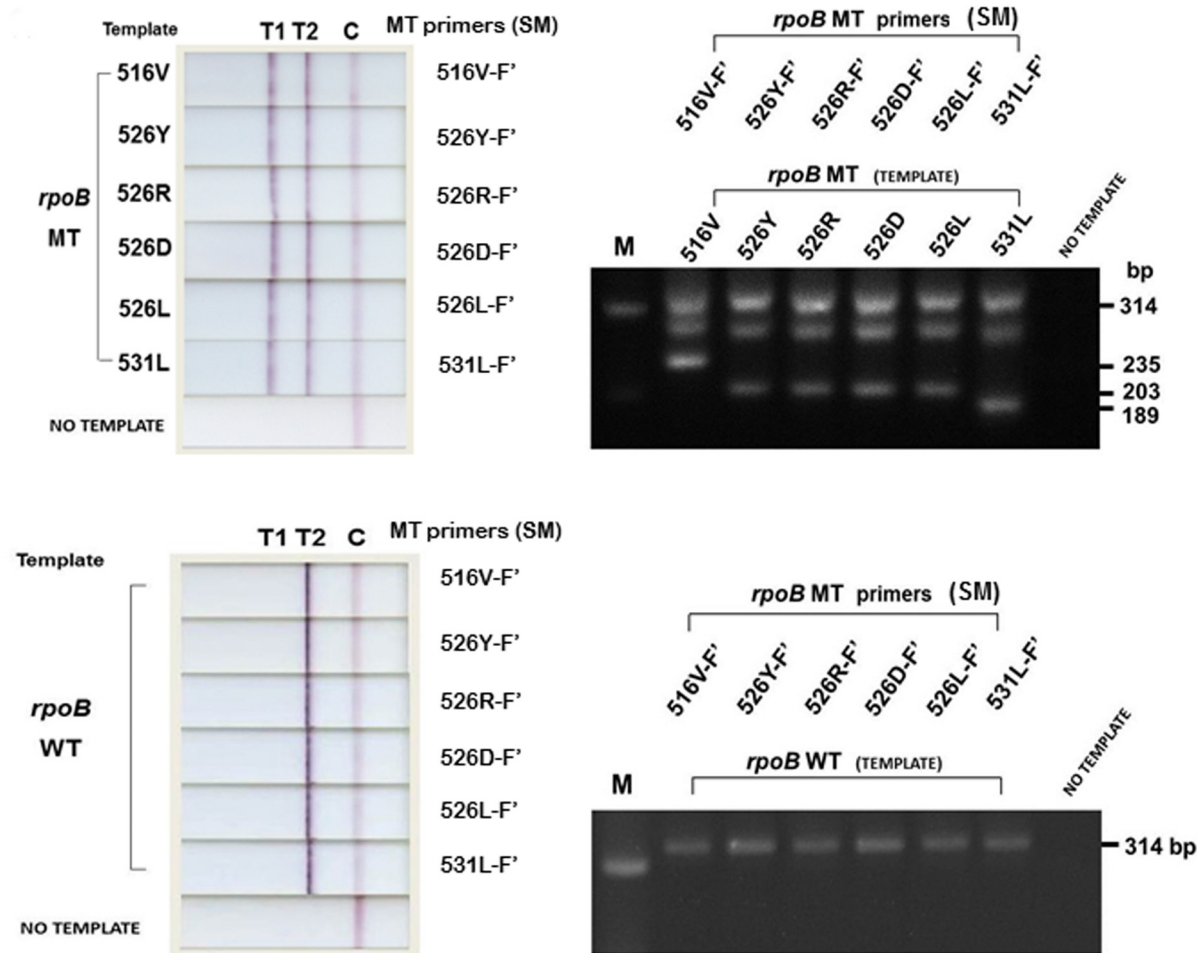 Template T1 T2 C MT primers (SM)
516V 516V-F'
526Y 526Y-F'
rpoB 526R 526R-F'
MT
526D 526D-F'
526L 526L-F'
531L 531L-F'
NO TEMPLATE
rpoB MT primers (SM)
516V-F' 526Y-F' 526R-F' 526D-F' 526L-F' 531L-F'
rpoB MT (TEMPLATE)
M 516V 526Y 526R 526D 526L 531L NO TEMPLATE
bp
314
235
203
189
T1 T2 C MT primers (SM)
Template
516V-F'
526Y-F'
rpoB 526R-F'
WT
526D-F'
526L-F'
531L-F'
NO TEMPLATE
rpoB MT primers (SM)
516V-F' 526Y-F' 526R-F' 526D-F' 526L-F' 531L-F'
rpoB WT (TEMPLATE)
M NO TEMPLATE
314 bp